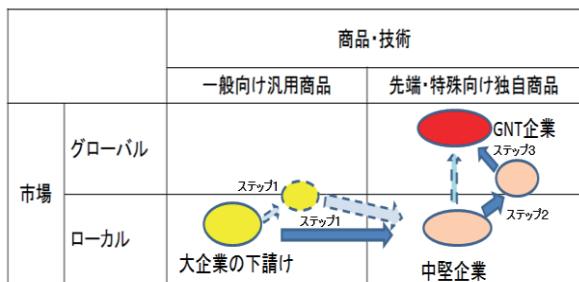 商品・技術
一般向け汎用商品
先端・特殊向け独自商品
市場
グローバル
GNT企業
ステップ3
ステップ1
ステップ1
ステップ2
ローカル
大企業の下請け
中堅企業